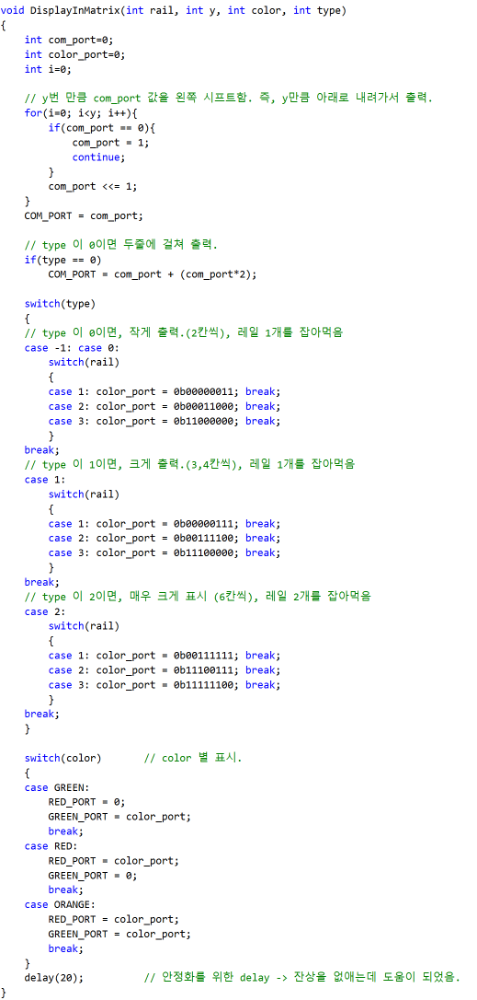 void DisplayInMatrix(int rail, int y, int color, int type)
{
    int com_port=0;
    int color_port=0;
    int i=0;

    // y번 만큼 com_port 값을 왼쪽 시프트함. 즉, y만큼 아래로 내려가서 출력.
    for(i=0; i<y; i++){
        if(com_port == 0){
            com_port = 1;
            continue;
        }
        com_port <<= 1;
    }
    COM_PORT = com_port;

    // type 이 0이면 두줄에 걸쳐 출력.
    if(type == 0)
        COM_PORT = com_port + (com_port*2);

    switch(type)
    {
    // type 이 0이면, 작게 출력.(2칸씩), 레일 1개를 잡아먹음
    case -1: case 0:
        switch(rail)
        {
        case 1: color_port = 0b00000011; break;
        case 2: color_port = 0b00011000; break;
        case 3: color_port = 0b11000000; break;
        }
    break;
    // type 이 1이면, 크게 출력.(3,4칸씩), 레일 1개를 잡아먹음
    case 1:
        switch(rail)
        {
        case 1: color_port = 0b00000111; break;
        case 2: color_port = 0b00111100; break;
        case 3: color_port = 0b11100000; break;
        }
    break;
    // type 이 2이면, 매우 크게 표시 (6칸씩), 레일 2개를 잡아먹음
    case 2:
        switch(rail)
        {
        case 1: color_port = 0b00111111; break;
        case 2: color_port = 0b11100111; break;
        case 3: color_port = 0b11111100; break;
        }
    break;
    }

    switch(color)       // color 별 표시.
    {
    case GREEN:
        RED_PORT = 0;
        GREEN_PORT = color_port;
        break;
    case RED:
        RED_PORT = color_port;
        GREEN_PORT = 0;
        break;
    case ORANGE:
        RED_PORT = color_port;
        GREEN_PORT = color_port;
        break;
    }
    delay(20);          // 안정화를 위한 delay -> 잔상을 없애는데 도움이 되었음.
}